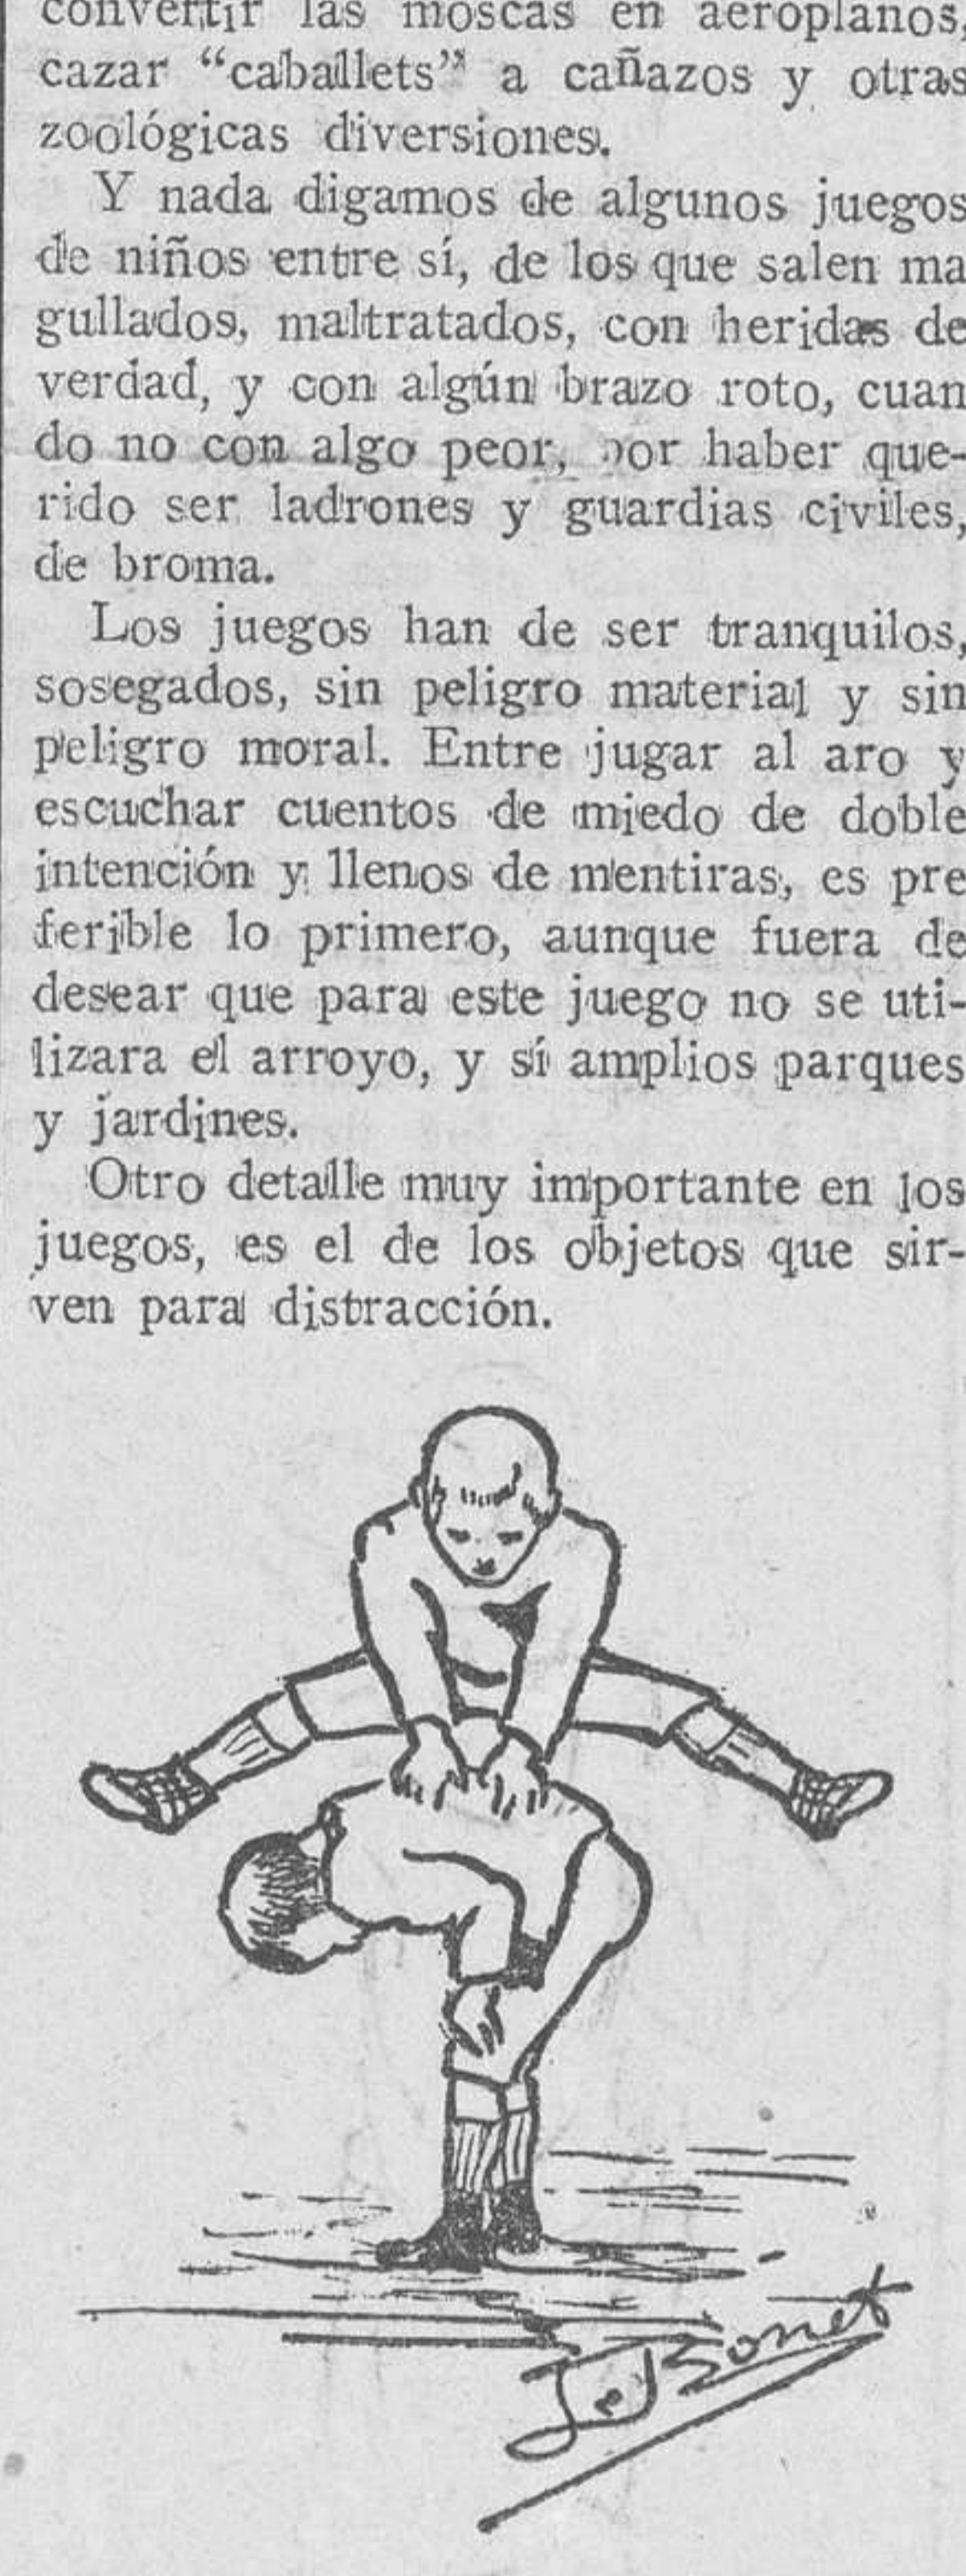 convertir las moscas en aeroplanos,
cazar “caballets” a cañazos y otras
zoológicas diversiones.
Y nada digamos de algunos juegos
de niños entre sí, de los que salen ma
gullados, maltratados, con heridas de
verdad, y con algún brazo roto, cuan
do no con algo peor, por haber que-
rido ser ladrones y guardias civiles,
de broma.
Los juegos han de ser tranquilos,
sosegados, sin peligro material y sin
peligro moral. Entre jugar al aro y
escuchar cuentos de miedo de doble
intención y llenos de mentiras, es pre
ferible lo primero, aunque fuera de
desear que para este juego no se uti-
lizara el arroyo, y sí amplios parques
y jardines.
Otro detalle muy importante en los
juegos, es el de los objetos que sir-
ven para distracción.
Bonet